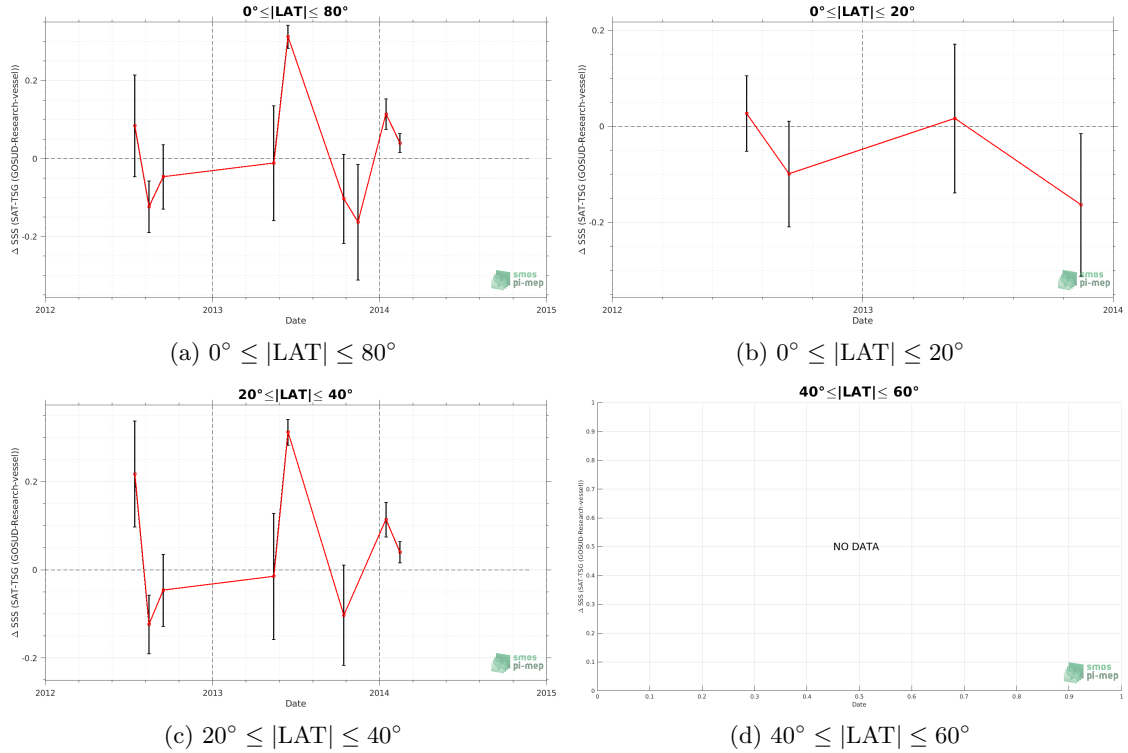 0°≤|LAT|≤ 80°
Δ SSS (SAT-TSG (GOSUD-Research-vessel))
0.2
0
-0.2
2012
2013
2014
2015
Date
smos
pi-mep
(a) 0° ≤ |LAT| ≤ 80°
0°≤|LAT|≤ 20°
Δ SSS (SAT-TSG (GOSUD-Research-vessel))
0.2
0
-0.2
2012
2013
2014
Date
smos
pi-mep
(b) 0° ≤ |LAT| ≤ 20°
20°≤|LAT|≤ 40°
Δ SSS (SAT-TSG (GOSUD-Research-vessel))
0.2
0
-0.2
2012
2013
2014
2015
Date
smos
pi-mep
(c) 20° ≤ |LAT| ≤ 40°
40°≤|LAT|≤ 60°
Δ SSS (SAT-TSG (GOSUD-Research-vessel))
1
0.9
0.8
0.7
0.6
0.5
0.4
0.3
0.2
0.1
0
NO DATA
0
0.1
0.2
0.3
0.4
0.5
0.6
0.7
0.8
0.9
1
Date
smos
pi-mep
(d) 40° ≤ |LAT| ≤ 60°